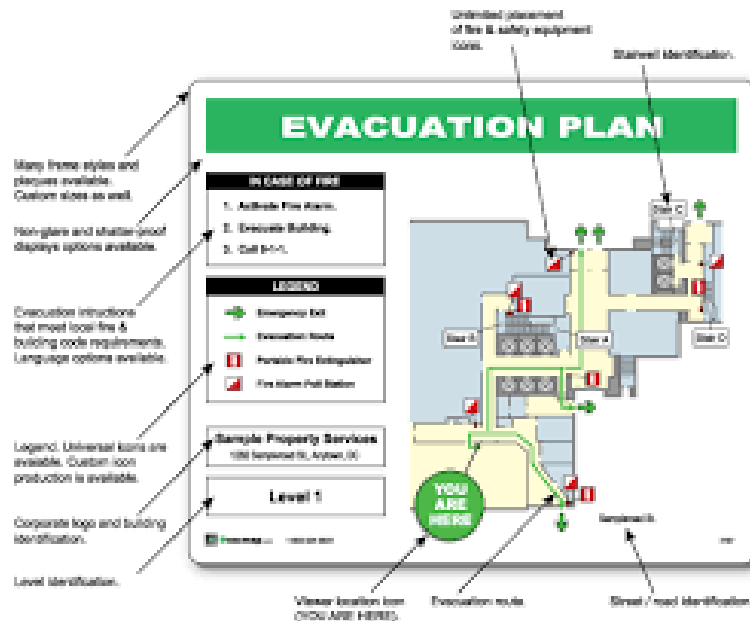 Unlimited placement
of fire & safety equipment
icons.
Stairwell identification.
Many frame styles and
plaques available.
Custom sizes as well.
Non-glare and shatter-proof
displays options available.
Evacuation intructions
that meet local fire &
building code requirements.
Language options available.
Legend. Universal icons are
available. Custom icon
production is available.
Corporate logo and building
identification.
Level identification.
EVACUATION PLAN
IN CASE OF FIRE
1. Activate Fire Alarm.
2. Evacuate Building.
3. Call 9-1-1.
LEGEND
Emergency Exit
Evacuation Route
Portable Fire Extinguisher
Fire Alarm Pull Station
Sample Property Services
Level 1
Stair C
Stair B
Stair A
Stair D
YOU
ARE
HERE
Viewer location icon
(YOU ARE HERE).
Evacuation route
Street / road identification